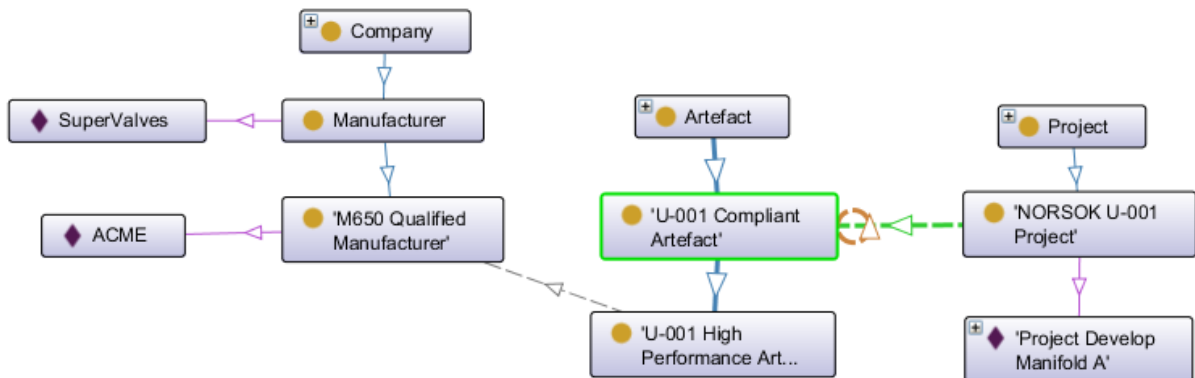 Company
SuperValves
Manufacturer
Artefact
Project
ACME
'M650 Qualified
Manufacturer'
'U-001 Compliant
Artefact'
'NORSOK U-001
Project'
'U-001 High
Performance Art...
'Project Develop
Manifold A'